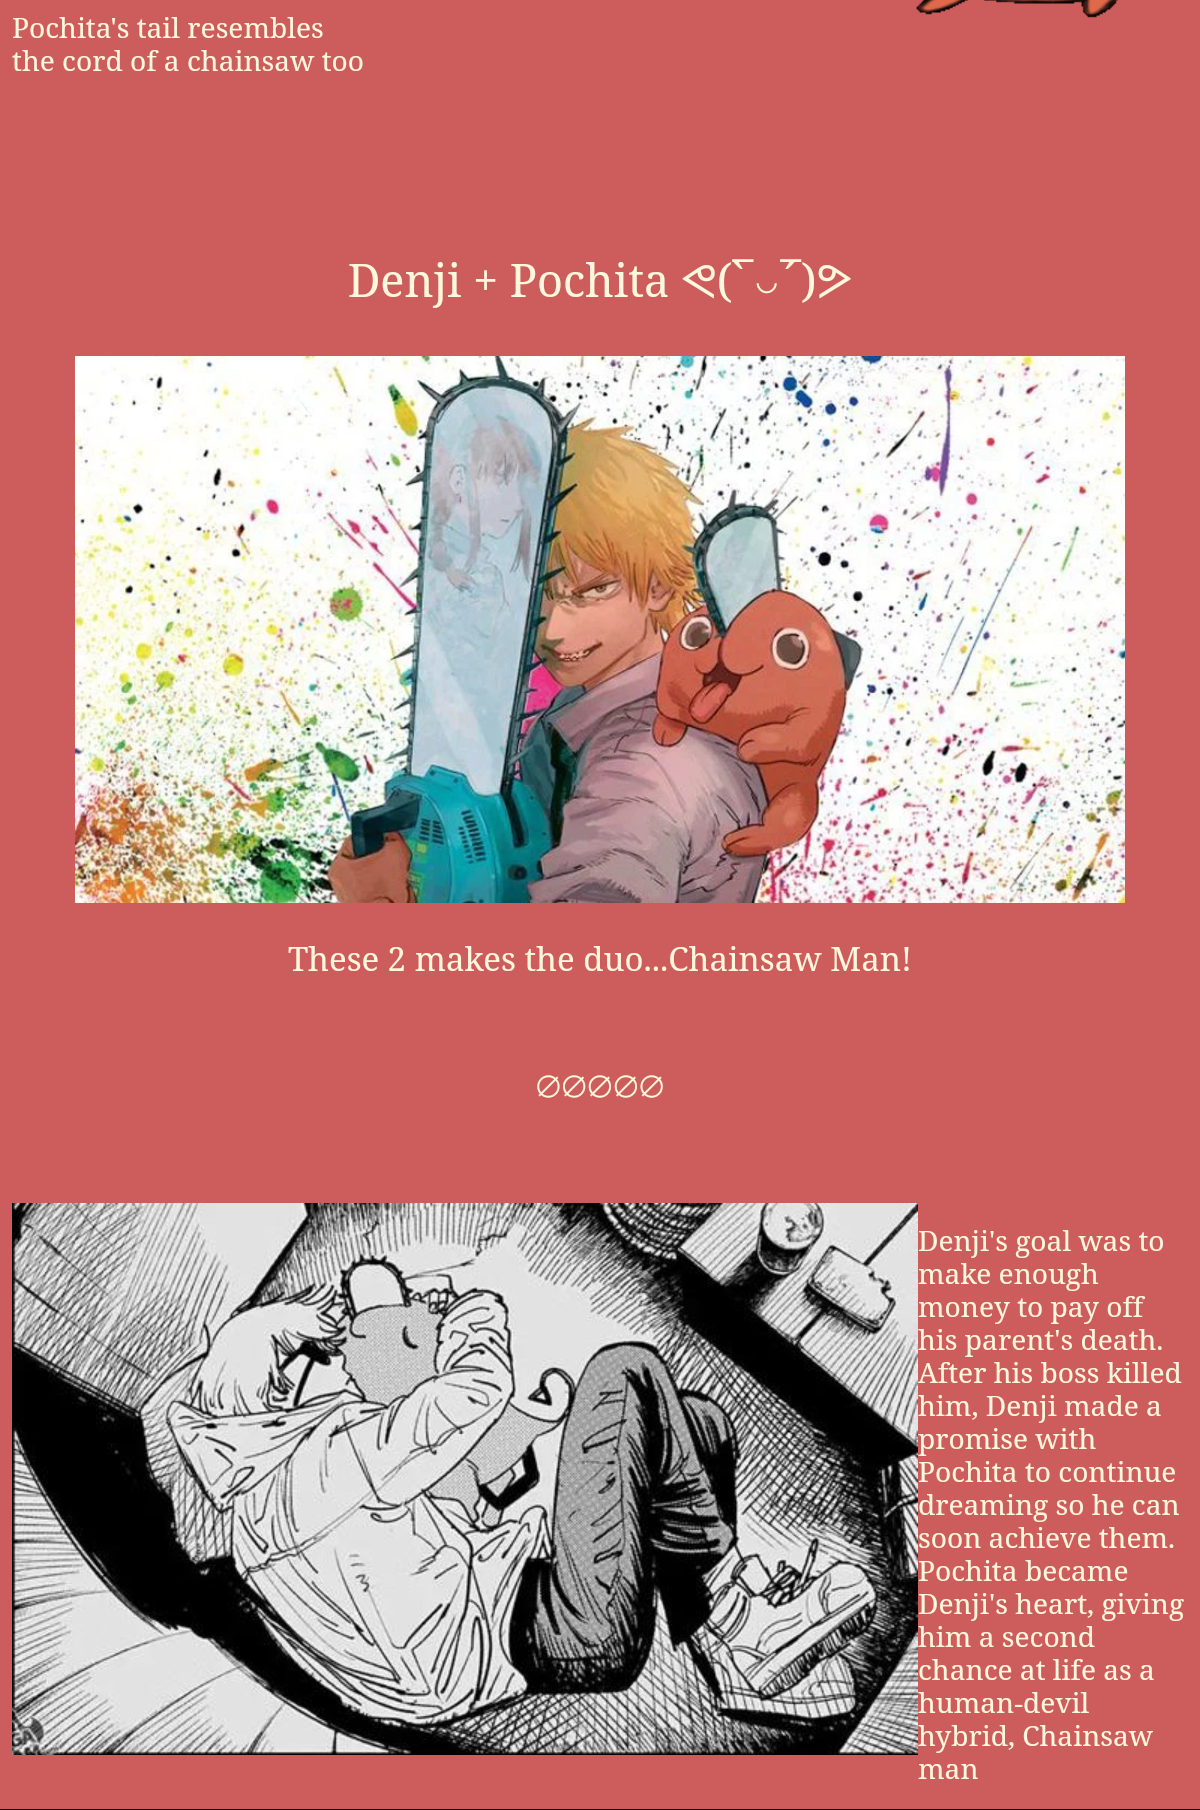 Pochita's tail resembles
the cord of a chainsaw too
Denji + Pochita ᕙ(‾̀◡‾́)ᕗ
These 2 makes the duo...Chainsaw Man!
∅∅∅∅∅
Denji's goal was to
make enough
money to pay off
his parent's death.
After his boss killed
him, Denji made a
promise with
Pochita to continue
dreaming so he can
soon achieve them.
Pochita became
Denji's heart, giving
him a second
chance at life as a
human-devil
hybrid, Chainsaw
man